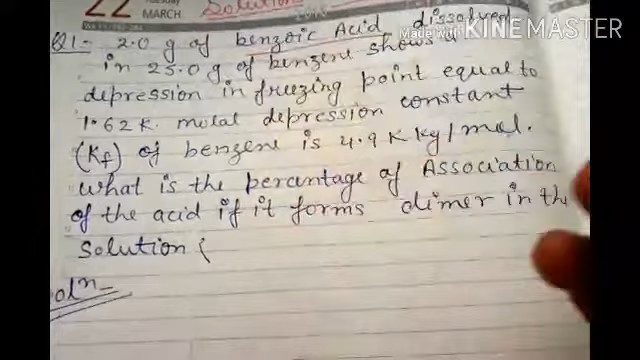 22
Tuesday
MARCH
Solution
Made with KINEMASTER
Q1- 2.0 g of benzoic Acid dissolved
in 25.0 g of benzene shows a
depression in freezing point equal to
1.62 K. molal depression constant
(Kf) of benzene is 4.9 K kg/mol.
what is the percentage of Association
of the acid if it forms dimer in the
solution {